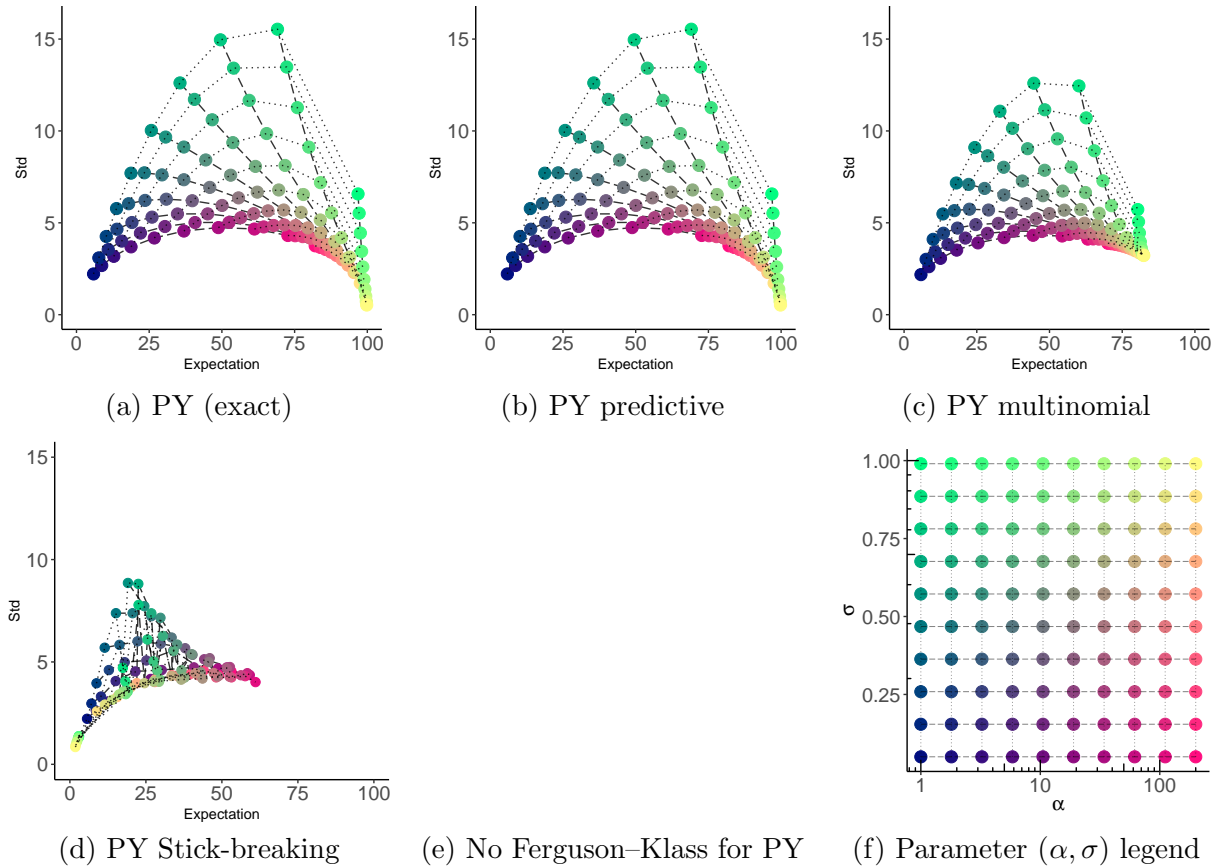 15
10
5
0
Std
0
25
50
75
100
Expectation
(a) PY (exact)
15
10
5
0
Std
0
25
50
75
100
Expectation
(b) PY predictive
15
10
5
0
Std
0
25
50
75
100
Expectation
(c) PY multinomial
15
10
5
0
Std
0
25
50
75
100
Expectation
(d) PY Stick-breaking
(e) No Ferguson–Klass for PY
1.00
0.75
0.50
0.25
σ
1
10
100
α
(f) Parameter (α, σ) legend